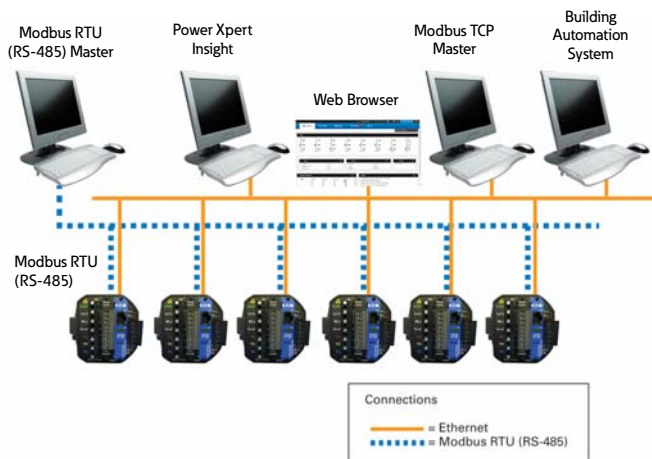 Modbus RTU
(RS-485) Master
Power Xpert
Insight
Web Browser
Modbus TCP
Master
Building
Automation
System
Modbus RTU
(RS-485)
Connections
= Ethernet
= Modbus RTU (RS-485)